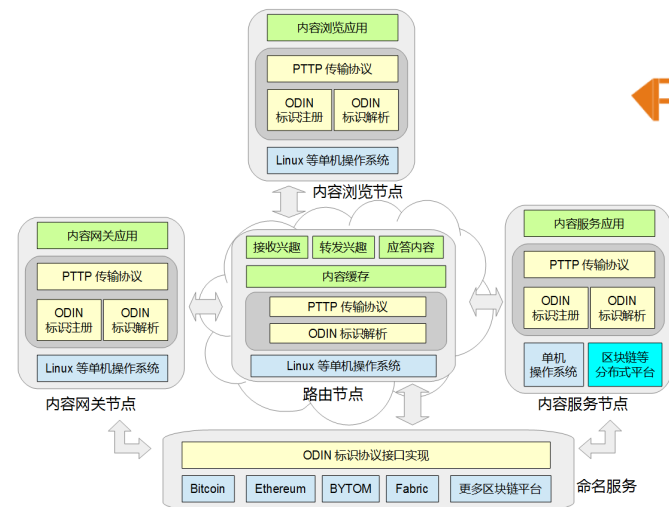 内容浏览应用
PTTP 传输协议
ODIN
标识注册
ODIN
标识解析
Linux 等单机操作系统
内容浏览节点
内容网关应用
PTTP 传输协议
ODIN
标识注册
ODIN
标识解析
Linux 等单机操作系统
内容网关节点
接收兴趣
转发兴趣
应答内容
内容缓存
PTTP 传输协议
ODIN 标识解析
Linux 等单机操作系统
路由节点
内容服务应用
PTTP 传输协议
ODIN
标识注册
ODIN
标识解析
单机
操作系统
区块链等
分布式平台
内容服务节点
ODIN 标识协议接口实现
Bitcoin
Ethereum
BYTOM
Fabric
更多区块链平台
命名服务